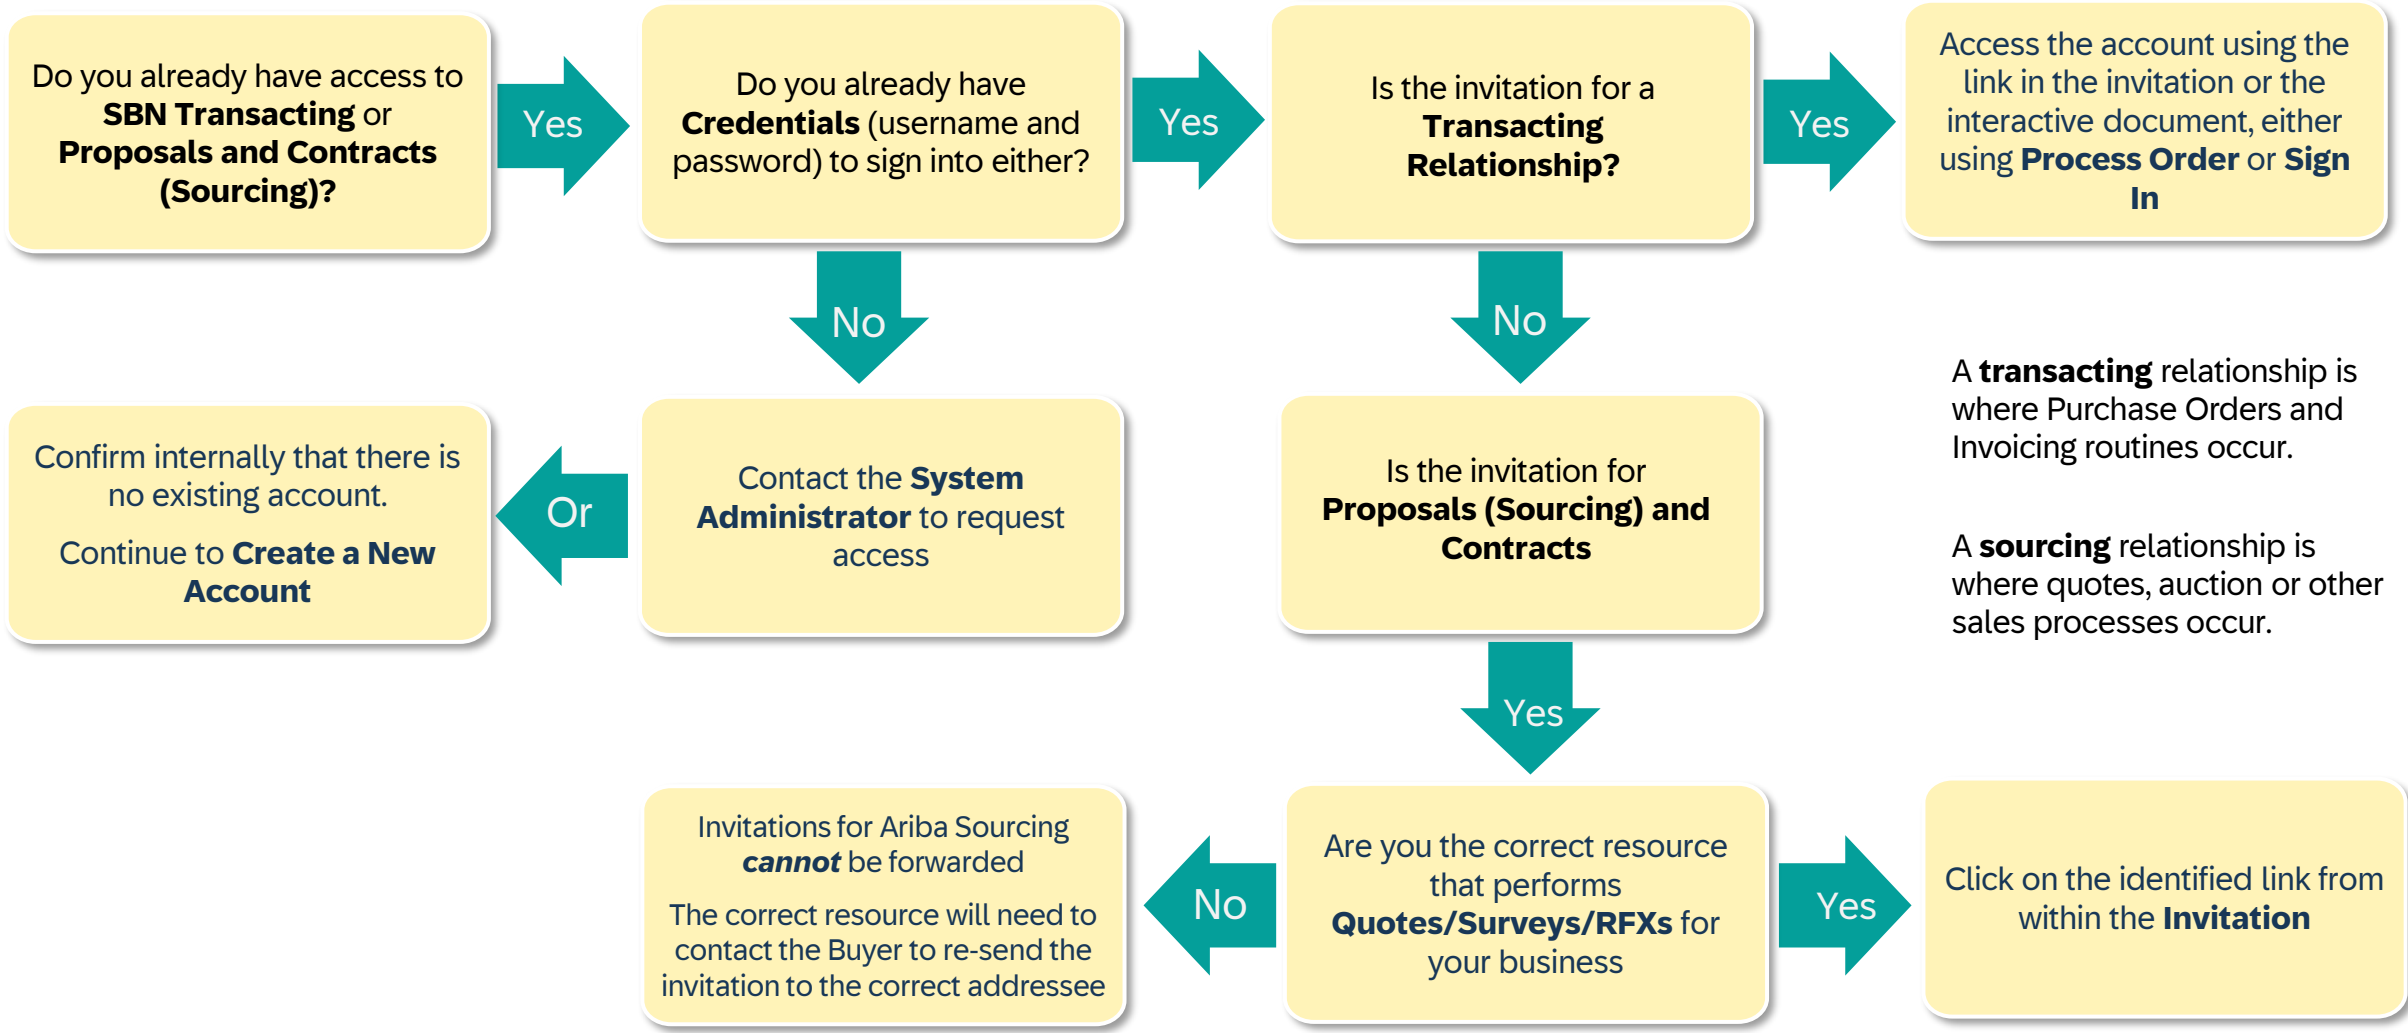 Do you already have access to
SBN Transacting or
Proposals and Contracts
(Sourcing)?
Yes
Do you already have
Credentials (username and
password) to sign into either?
Yes
Is the invitation for a
Transacting
Relationship?
Yes
Access the account using the
link in the invitation or the
interactive document, either
using Process Order or Sign
In
No
No
Confirm internally that there is
no existing account.
Continue to Create a New
Account
Or
Contact the System
Administrator to request
access
Is the invitation for
Proposals (Sourcing) and
Contracts
A transacting relationship is
where Purchase Orders and
Invoicing routines occur.
A sourcing relationship is
where quotes, auction or other
sales processes occur.
Yes
Invitations for Ariba Sourcing
cannot be forwarded
The correct resource will need to
contact the Buyer to re-send the
invitation to the correct addressee
No
Are you the correct resource
that performs
Quotes/Surveys/RFXs for
your business
Yes
Click on the identified link from
within the Invitation